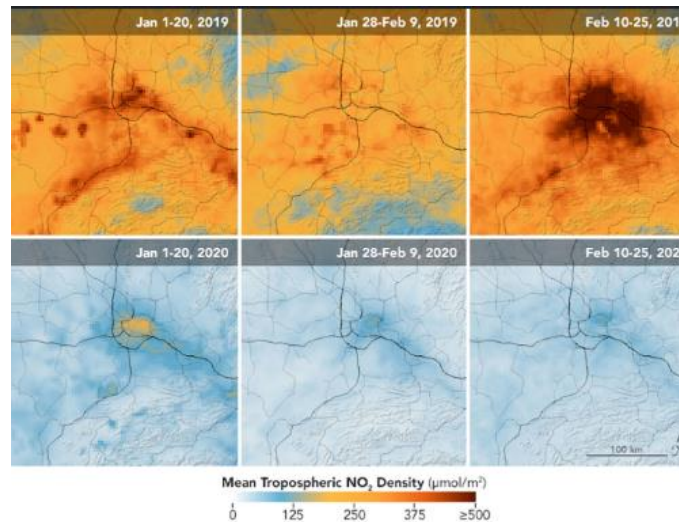 Jan 1-20, 2019
Jan 28-Feb 9, 2019
Feb 10-25, 201
Jan 1-20, 2020
Jan 28-Feb 9, 2020
Feb 10-25, 202
100 km
Mean Tropospheric NO₂ Density (μmol/m²)
0 125 250 375 ≥500